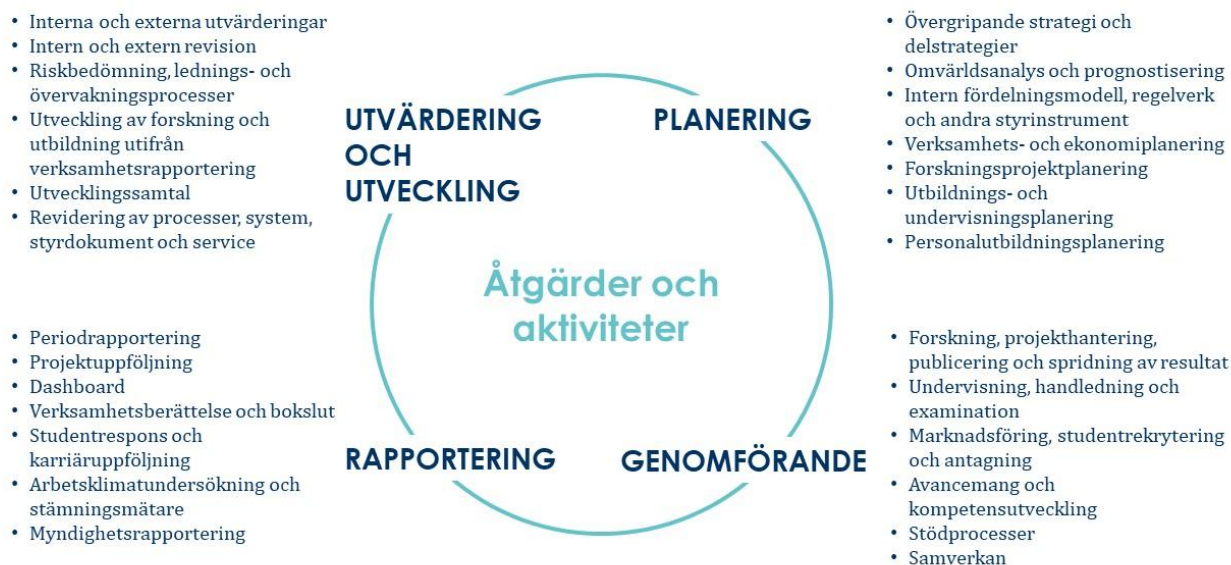 • Interna och externa utvärderingar
• Intern och extern revision
• Riskbedömning, lednings- och
övervakningsprocesser
• Utveckling av forskning och
utbildning utifrån
verksamhetsrapportering
• Utvecklingssamtal
• Revidering av processer, system,
styrdokument och service
UTVÄRDERING
OCH
UTVECKLING
PLANERING
• Övergripande strategi och
delstrategier
• Omvärldsanalys och prognostisering
• Intern fördelningsmodell, regelverk
och andra styrinstrument
• Verksamhets- och ekonomiplanering
• Forskningsprojektplanering
• Utbildnings- och
undervisningsplanering
• Personalutbildningsplanering
Åtgärder och
aktiviteter
• Periodrapportering
• Projektuppföljning
• Dashboard
• Verksamhetsberättelse och bokslut
• Studentrespons och
karriäruppföljning
• Arbetsklimatundersökning och
stämningsmätare
• Myndighetsrapportering
RAPPORTERING
GENOMFÖRANDE
• Forskning, projekthantering,
publicering och spridning av resultat
• Undervisning, handledning och
examination
• Marknadsföring, studentrekrytering
och antagning
• Avancemang och
kompetensutveckling
• Stödprocesser
• Samverkan